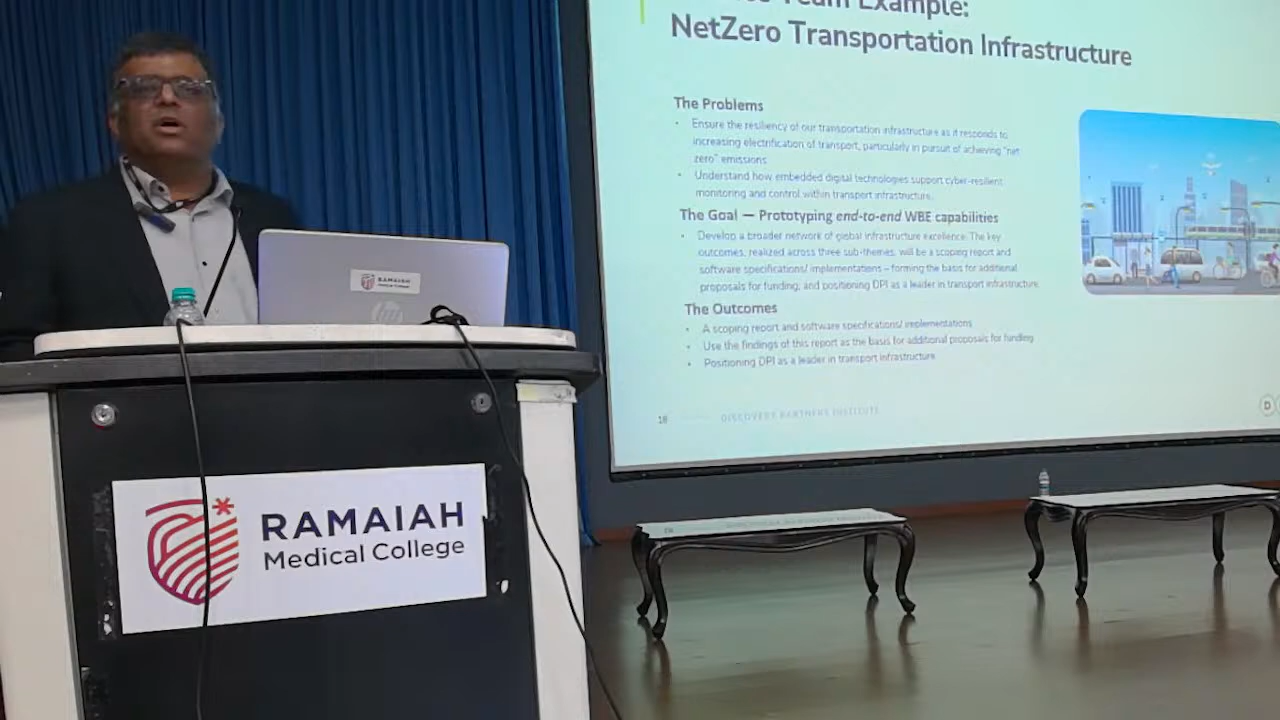 Team Example:
NetZero Transportation Infrastructure
The Problems
• Ensure the resiliency of our transportation infrastructure as it responds to
increasing electrification of transport, particularly in pursuit of achieving "net
zero" emissions
• Understand how embedded digital technologies support cyber-resilient
monitoring and control within transport infrastructure.
The Goal — Prototyping end-to-end WBE capabilities
• Develop a broader network of global infrastructure excellence. The key
outcomes, realized across three sub-themes, will be a scoping report and
software specifications/ implementations – forming the basis for additional
proposals for funding; and positioning DPI as a leader in transport infrastructure.
The Outcomes
• A scoping report and software specifications/ implementations
• Use the findings of this report as the basis for additional proposals for funding
• Positioning DPI as a leader in transport infrastructure
18 DISCOVERY PARTNERS INSTITUTE
D
RAMAIAH
Medical College
hp
RAMAIAH
Medical College